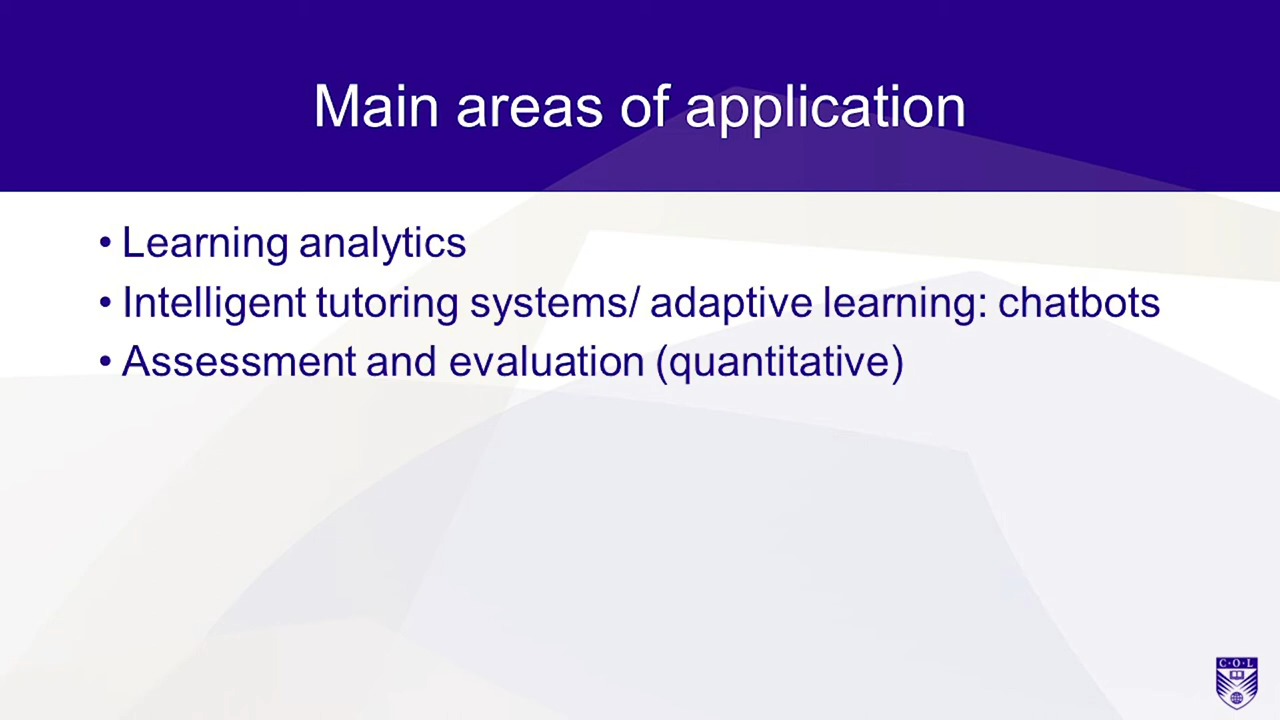 Main areas of application
• Learning analytics
• Intelligent tutoring systems/ adaptive learning: chatbots
• Assessment and evaluation (quantitative)
C·O·L